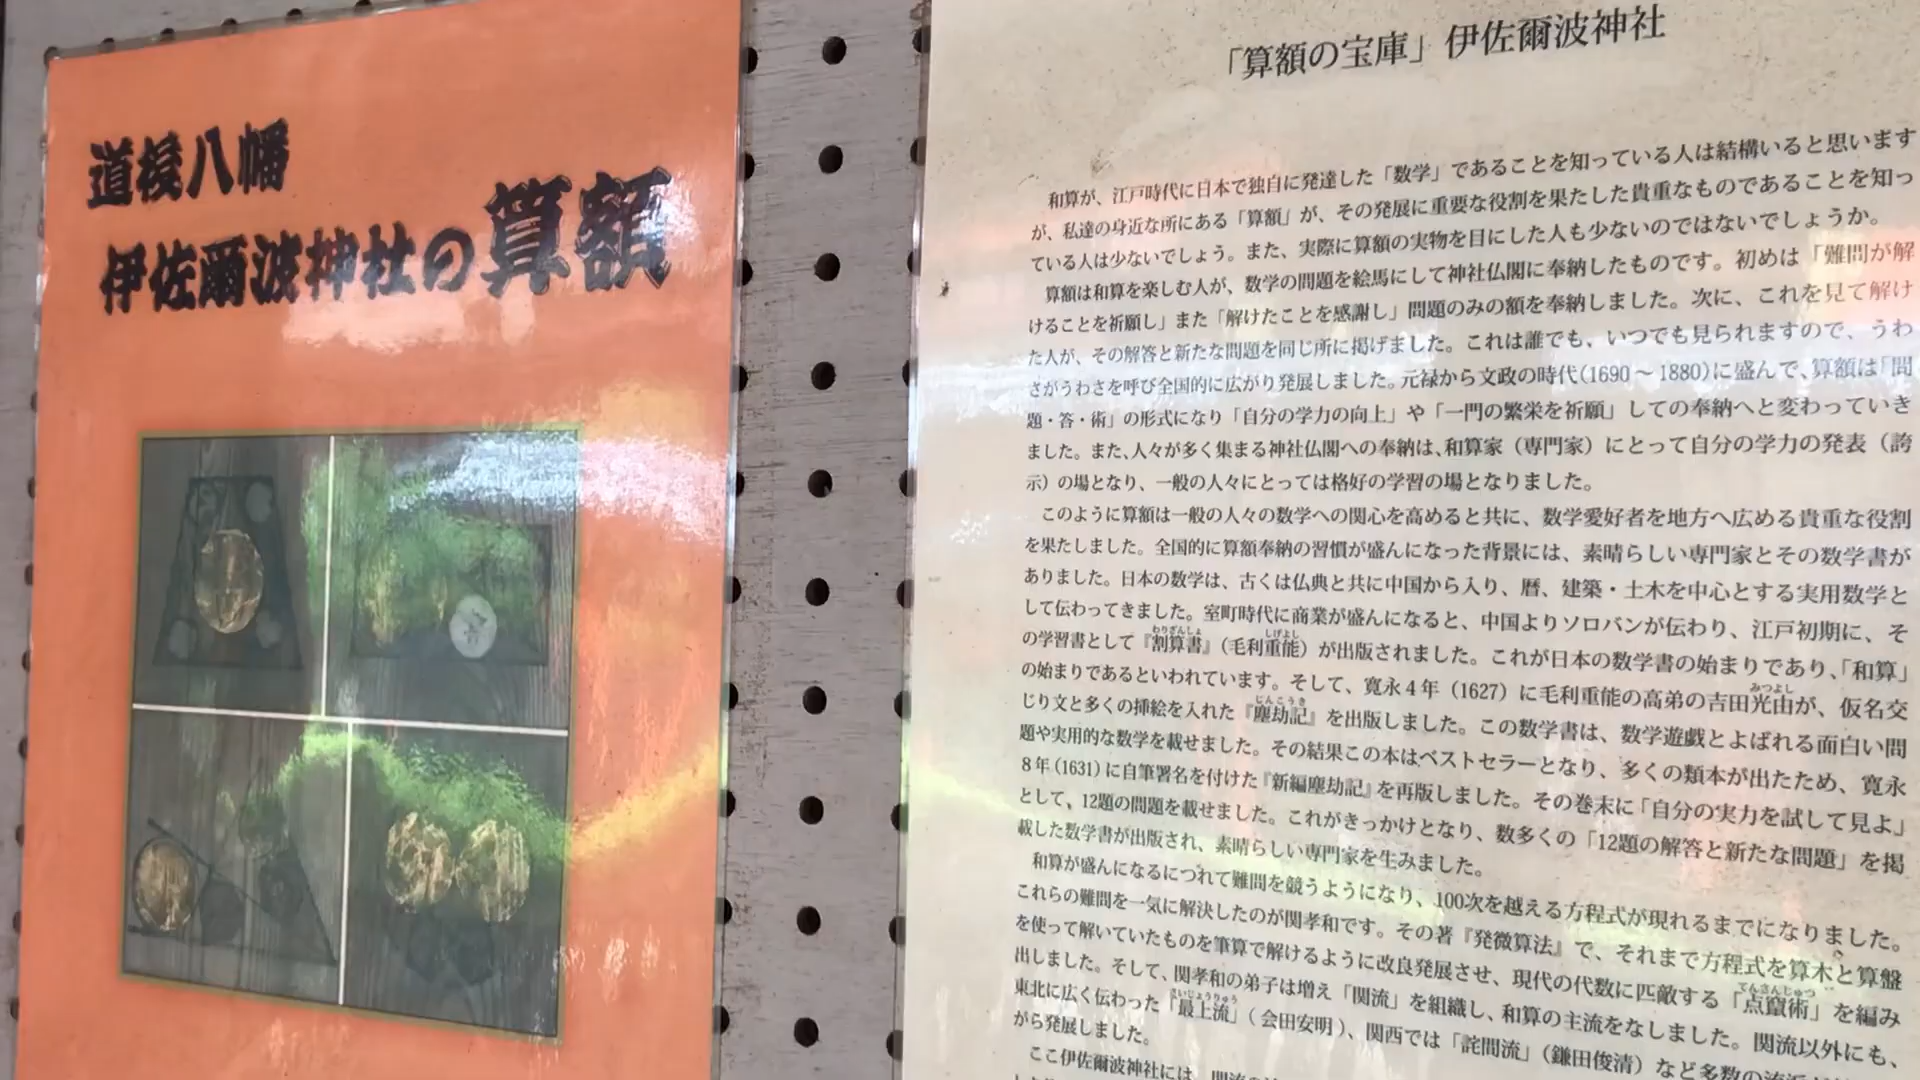 道後八幡
伊佐爾波神社の算額
「算額の宝庫」伊佐爾波神社
和算が、江戸時代に日本で独自に発達した「数学」であることを知っている人は結構いると思います
が、私達の身近な所にある「算額」が、その発展に重要な役割を果たした貴重なものであることを知っ
ている人は少ないでしょう。また、実際に算額の実物を目にした人も少ないのではないでしょうか。
算額は和算を楽しむ人が、数学の問題を絵馬にして神社仏閣に奉納したものです。初めは「難問が解
けることを祈願し」また「解けたことを感謝し」問題のみの額を奉納しました。次に、これを見て解け
た人が、その解答と新たな問題を同じ所に掲げました。これは誰でも、いつでも見られますので、うわ
さがうわさを呼び全国的に広がり発展しました。元禄から文政の時代(1690～1880)に盛んで、算額は「問
題・答・術」の形式になり「自分の学力の向上」や「一門の繁栄を祈願」しての奉納へと変わっていき
ました。また、人々が多く集まる神社仏閣への奉納は、和算家（専門家）にとって自分の学力の発表（誇
示）の場となり、一般の人々にとっては格好の学習の場となりました。
このように算額は一般の人々の数学への関心を高めると共に、数学愛好者を地方へ広める貴重な役割
を果たしました。全国的に算額奉納の習慣が盛んになった背景には、素晴らしい専門家とその数学書が
ありました。日本の数学は、古くは仏典と共に中国から入り、暦、建築・土木を中心とする実用数学と
して伝わってきました。室町時代に商業が盛んになると、中国よりソロバンが伝わり、江戸初期に、そ
の学習書として『割算書』（毛利重能）が出版されました。これが日本の数学書の始まりであり、「和算」
の始まりであるといわれています。そして、寛永４年（1627）に毛利重能の高弟の吉田光由が、仮名交
じり文と多くの挿絵を入れた『塵劫記』を出版しました。この数学書は、数学遊戯とよばれる面白い問
題や実用的な数学を載せました。その結果この本はベストセラーとなり、多くの類本が出たため、寛永
８年(1631)に自筆署名を付けた『新編塵劫記』を再版しました。その巻末に「自分の実力を試して見よ」
として、12題の問題を載せました。これがきっかけとなり、数多くの「12題の解答と新たな問題」を掲
載した数学書が出版され、素晴らしい専門家を生みました。
和算が盛んになるにつれて難問を競うようになり、100次を越える方程式が現れるまでになりました。
これらの難問を一気に解決したのが関孝和です。その著『発微算法』で、それまで方程式を算木と算盤
を使って解いていたものを筆算で解けるように改良発展させ、現代の代数に匹敵する「点竄術」を編み
出しました。そして、関孝和の弟子は増え「関流」を組織し、和算の主流をなしました。関流以外にも、
東北に広く伝わった「最上流」（会田安明）、関西では「詫間流」（鎌田俊清）など多数の流派
がら発展しました。
ここ伊佐爾波神社には、関流の